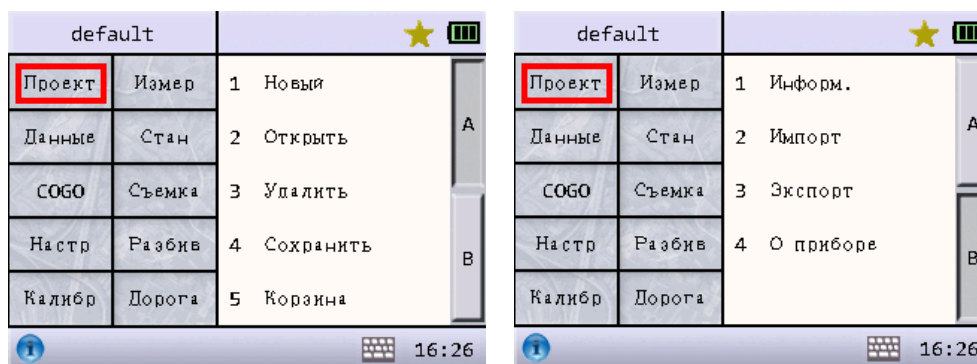 default
Проект Измер
Данные Стан
COGO Съемка
Настр Разбив
Калибр Дорога
1 Новый
2 Открыть
3 Удалить
4 Сохранить
5 Корзина
A
B
16:26
default
Проект Измер
Данные Стан
COGO Съемка
Настр Разбив
Калибр Дорога
1 Информ.
2 Импорт
3 Экспорт
4 О приборе
A
B
16:26